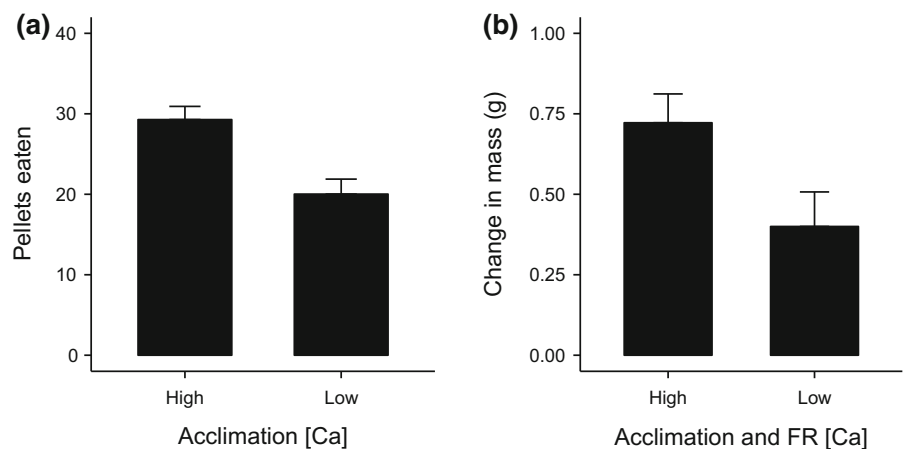 (a)
40
30
20
10
0
Pellets eaten
High Low
Acclimation [Ca]
(b)
1.00
0.75
0.50
0.25
0.00
Change in mass (g)
High Low
Acclimation and FR [Ca]